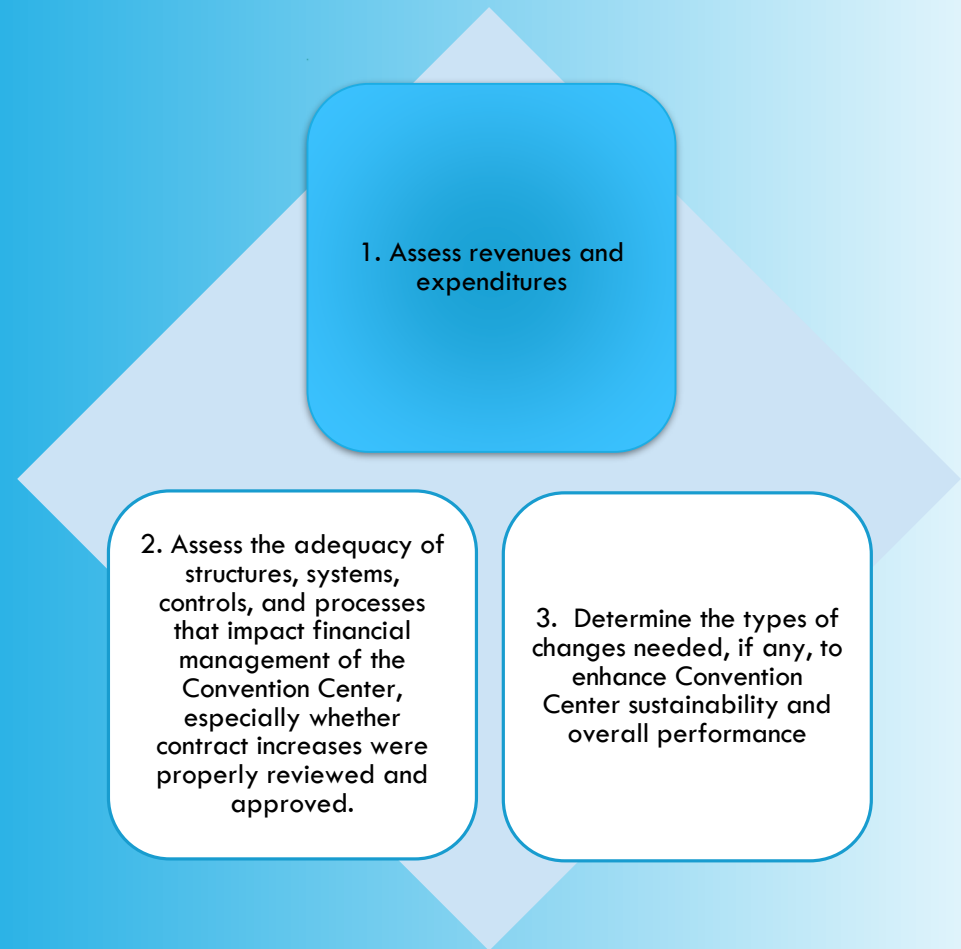 1. Assess revenues and
expenditures
2. Assess the adequacy of
structures, systems,
controls, and processes
that impact financial
management of the
Convention Center,
especially whether
contract increases were
properly reviewed and
approved.
3.  Determine the types of
changes needed, if any, to
enhance Convention
Center sustainability and
overall performance